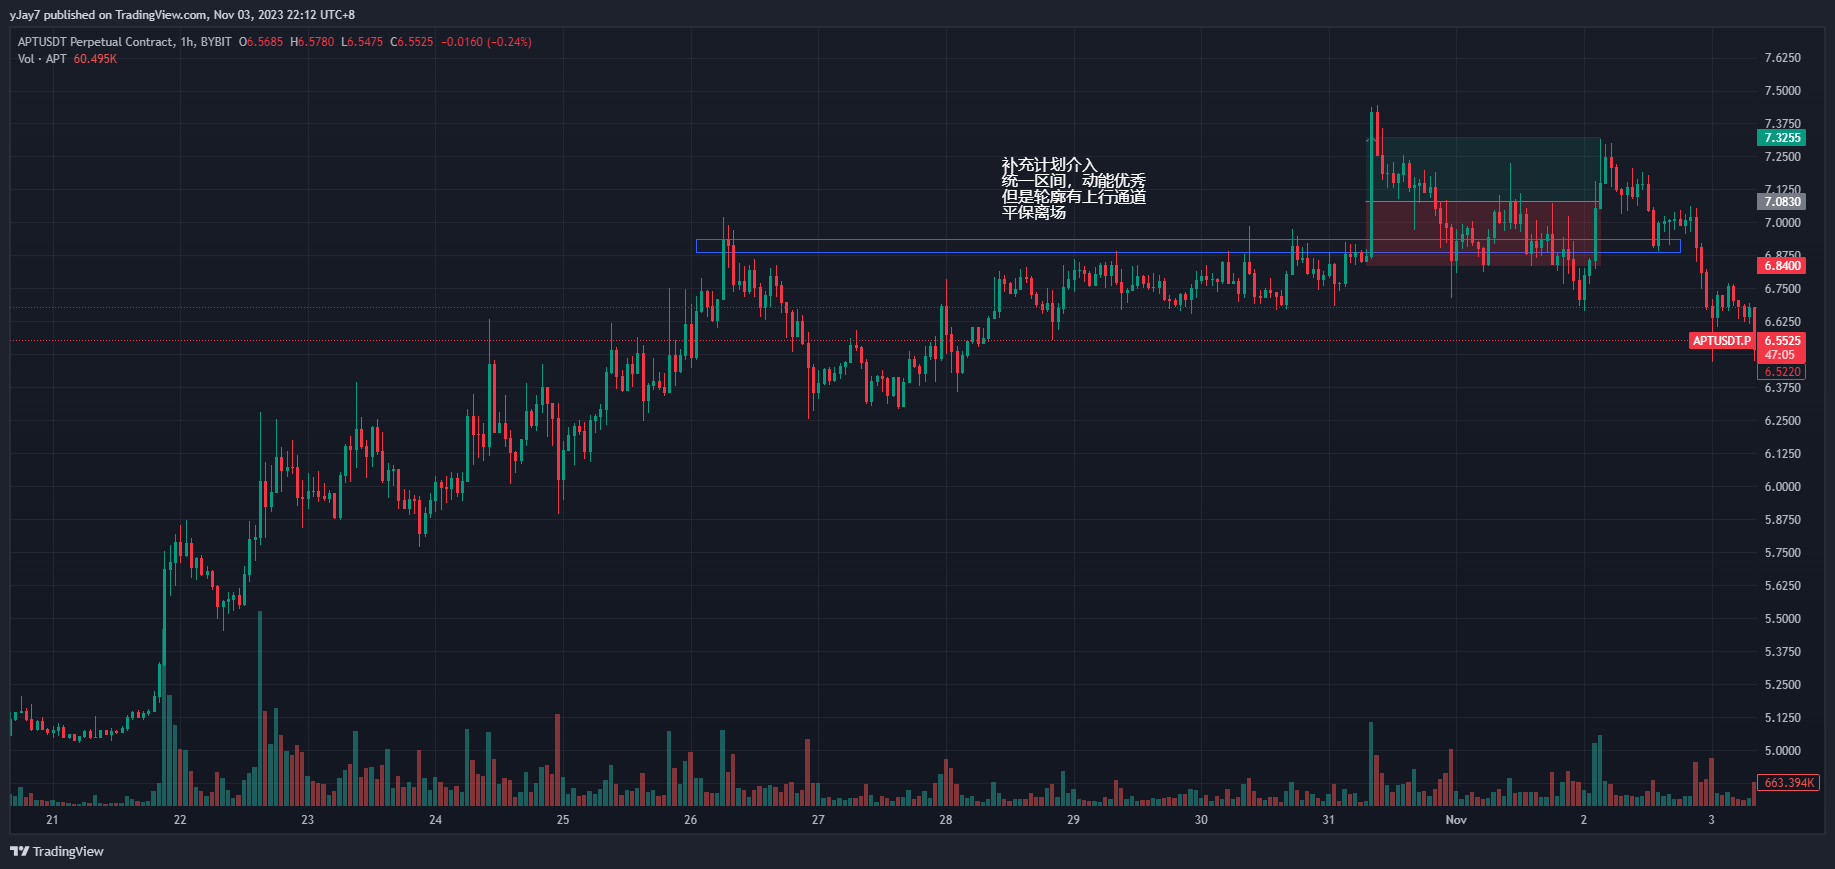 yJay7 published on TradingView.com, Nov 03, 2023 22:12 UTC+8
APTUSDT Perpetual Contract, 1h, BYBIT O6.5685 H6.5780 L6.5475 C6.5525 −0.0160 (−0.24%)
Vol · APT 60.495K
补充计划介入
统一区间，动能优秀
但是轮廓有上行通道
平保离场
7.6250
7.5000
7.3750
7.3255
7.2500
7.1250
7.0830
7.0000
6.8750
6.8400
6.7500
6.6250
APTUSDT.P 6.5525
47:05
6.5220
6.3750
6.2500
6.1250
6.0000
5.8750
5.7500
5.6250
5.5000
5.3750
5.2500
5.1250
5.0000
663.394K
21 22 23 24 25 26 27 28 29 30 31 Nov 2 3
TradingView